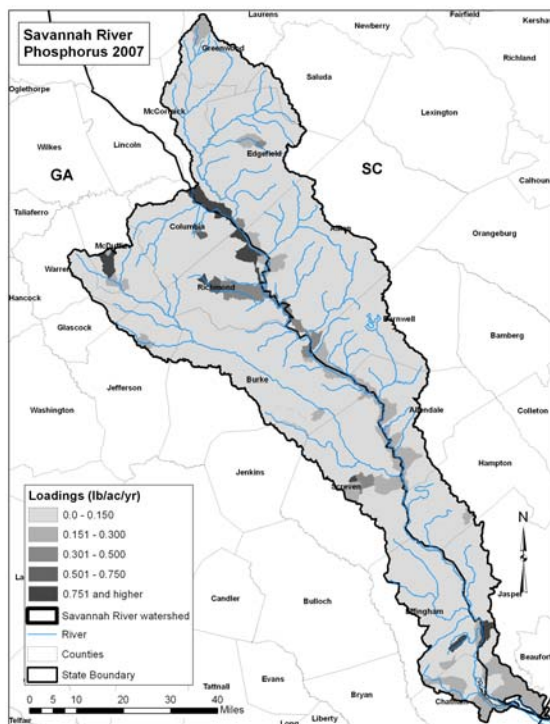 Savannah River
Phosphorus 2007
Laurens
Fairfield
Newberry
Kersha
Greenwood
Richland
Saluda
Oglethorpe
McCormick
Lexington
Lincoln
Wilkes
Edgefield
Calhoun
GA
SC
Taliaferro
Columbia
Aiken
Orangeburg
McDuffie
Warren
Hancock
Richmond
Glascock
Barnwell
Bamberg
Jefferson
Burke
Washington
Allendale
Colleton
Jenkins
Hampton
Screven
Loadings (lb/ac/yr)
0.0 - 0.150
0.151 - 0.300
0.301 - 0.500
0.501 - 0.750
0.751 and higher
Savannah River watershed
River
Counties
State Boundary
0 5 10 20 30 40
Miles
N
Candler
Bulloch
Effingham
Jasper
Beaufort
Tattnall
Evans
Bryan
Chatham
Telfair
Long
Liberty